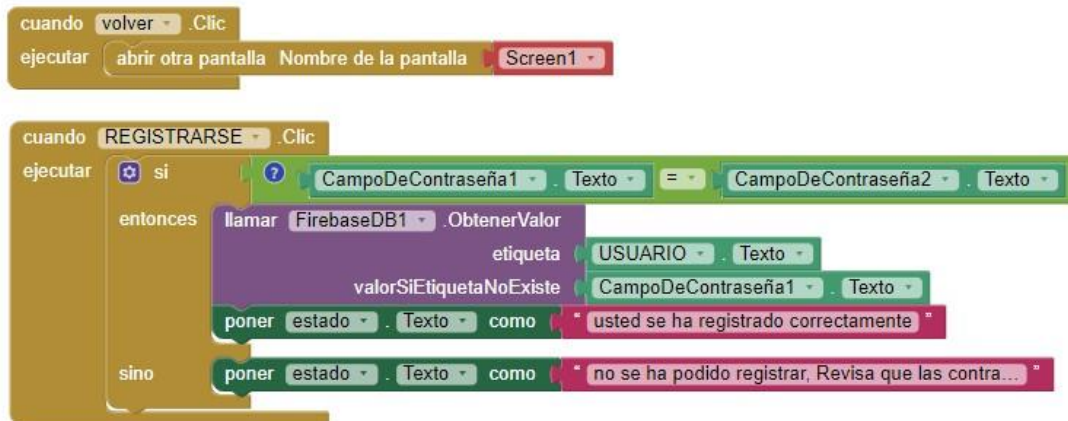 cuando volver .Clic
ejecutar abrir otra pantalla Nombre de la pantalla Screen1
cuando REGISTRARSE .Clic
ejecutar si ? CampoDeContraseña1 . Texto = CampoDeContraseña2 . Texto
entonces llamar FirebaseDB1 .ObtenerValor
etiqueta USUARIO . Texto
valorSiEtiquetaNoExiste CampoDeContraseña1 . Texto
poner estado . Texto como " usted se ha registrado correctamente "
sino poner estado . Texto como " no se ha podido registrar, Revisa que las contra... "